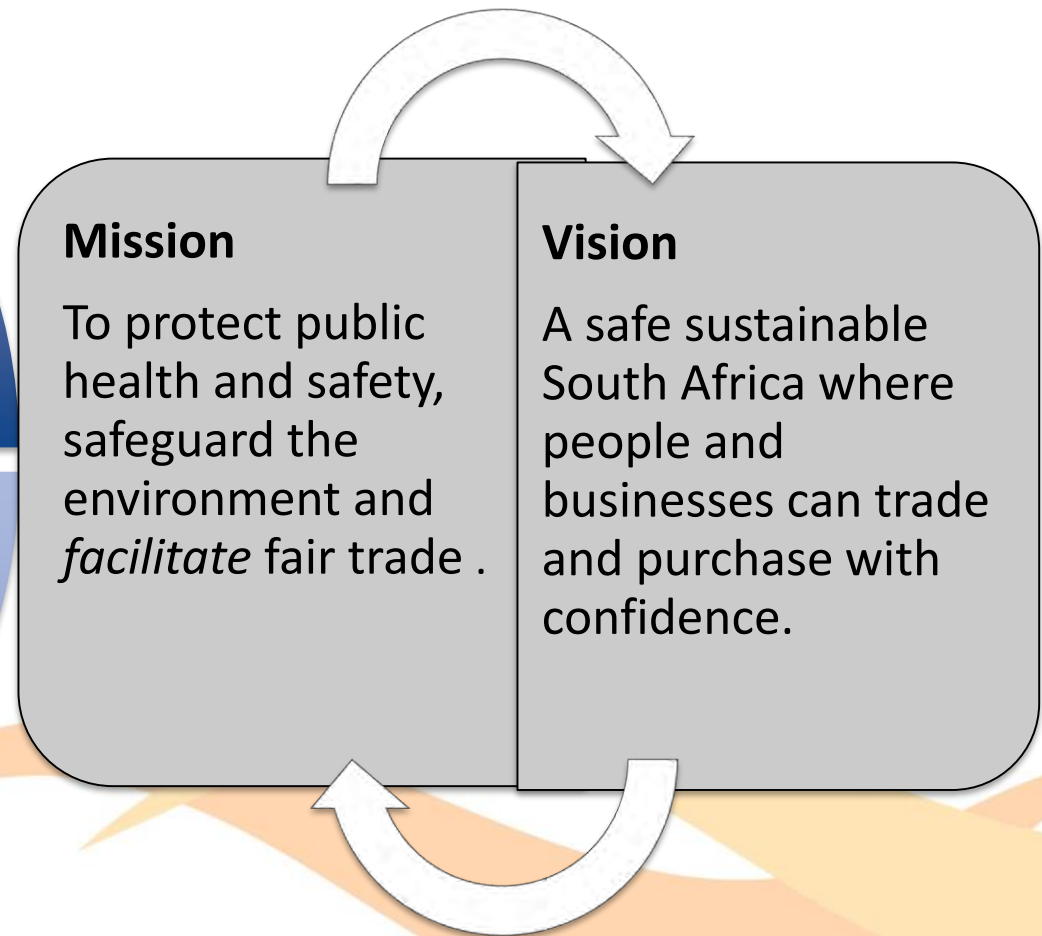 Mission
To protect public
health and safety,
safeguard the
environment and
facilitate fair trade .
Vision
A safe sustainable
South Africa where
people and
businesses can trade
and purchase with
confidence.